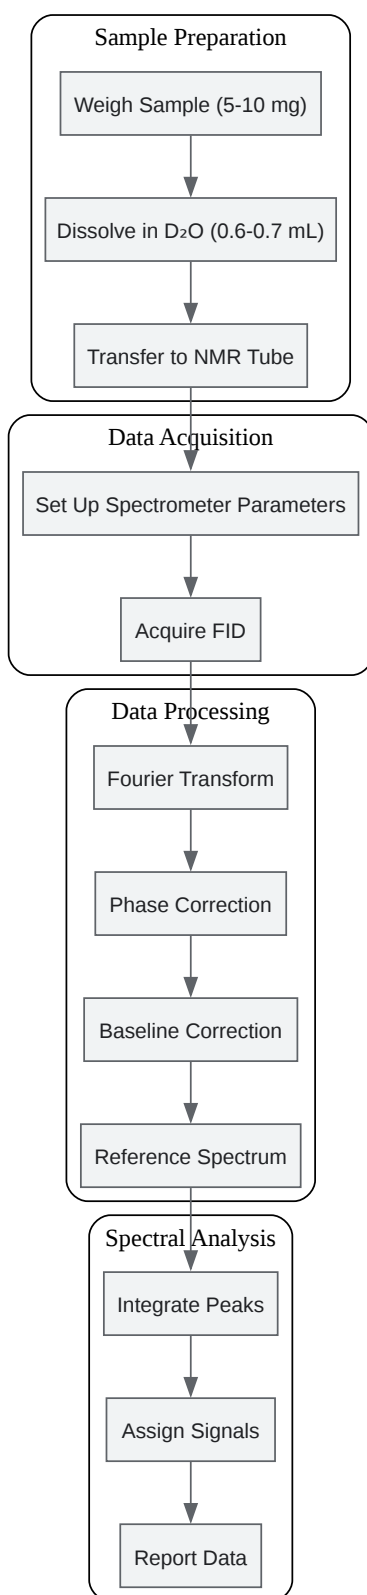 Sample Preparation
Weigh Sample (5-10 mg)
Dissolve in D₂O (0.6-0.7 mL)
Transfer to NMR Tube
Data Acquisition
Set Up Spectrometer Parameters
Acquire FID
Data Processing
Fourier Transform
Phase Correction
Baseline Correction
Reference Spectrum
Spectral Analysis
Integrate Peaks
Assign Signals
Report Data